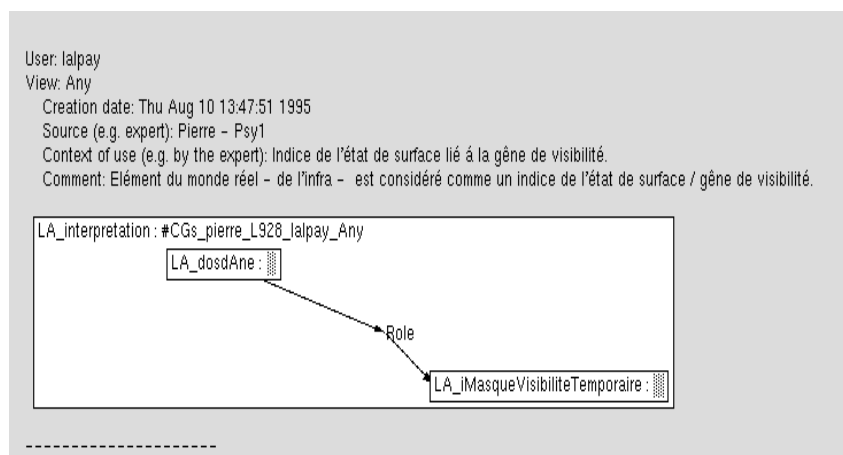 User: lalpay
View: Any
Creation date: Thu Aug 10 13:47:51 1995
Source (e.g. expert): Pierre – Psy1
Context of use (e.g. by the expert): Indice de l'état de surface lié á la gêne de visibilité.
Comment: Elément du monde réel – de l'infra – est considéré comme un indice de l'état de surface / gêne de visibilité.
LA_interpretation : #CGs_pierre_L928_lalpay_Any
LA_dosdAne :
Role
LA_iMasqueVisibiliteTemporaire :
---------------------